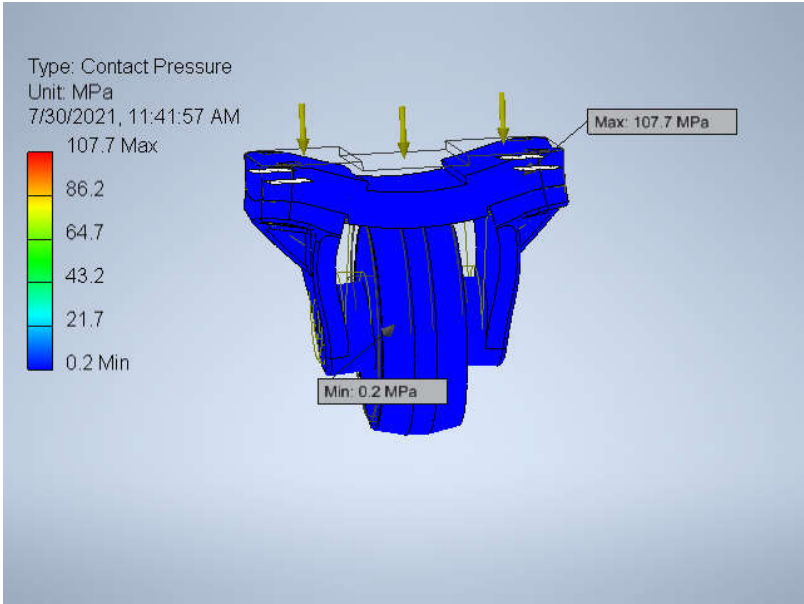 Type: Contact Pressure
Unit: MPa
7/30/2021, 11:41:57 AM
107.7 Max
Max: 107.7 MPa
86.2
64.7
43.2
21.7
0.2 Min
Min: 0.2 MPa